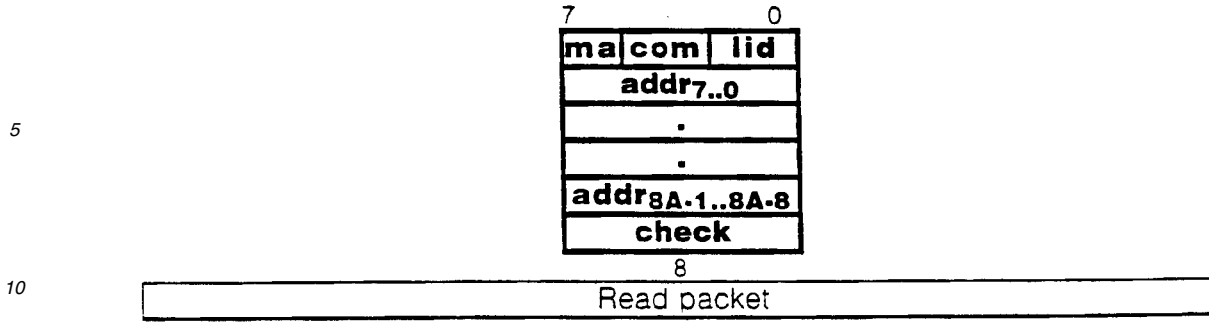 7 0
ma com lid
addr7..0
5
.
.
addr8A-1..8A-8
check
8
10
Read packet